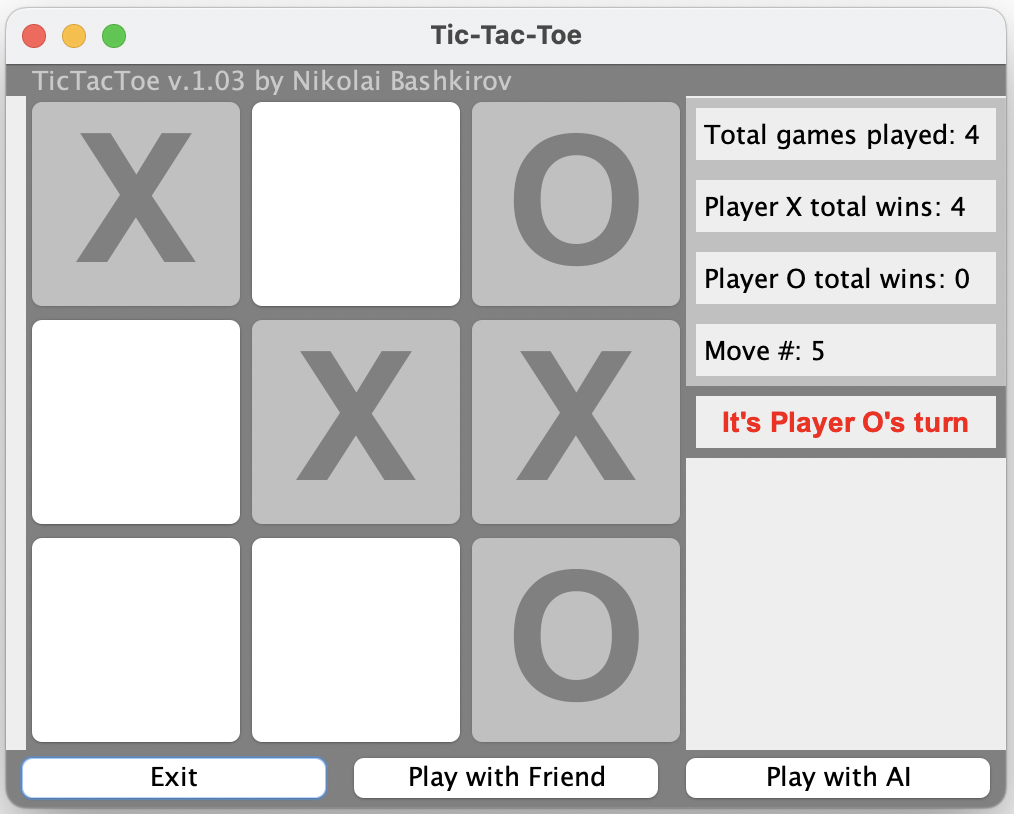 Tic-Tac-Toe
TicTacToe v.1.03 by Nikolai Bashkirov
X O
X X
O
Total games played: 4
Player X total wins: 4
Player O total wins: 0
Move #: 5
It's Player O's turn
Exit
Play with Friend
Play with AI